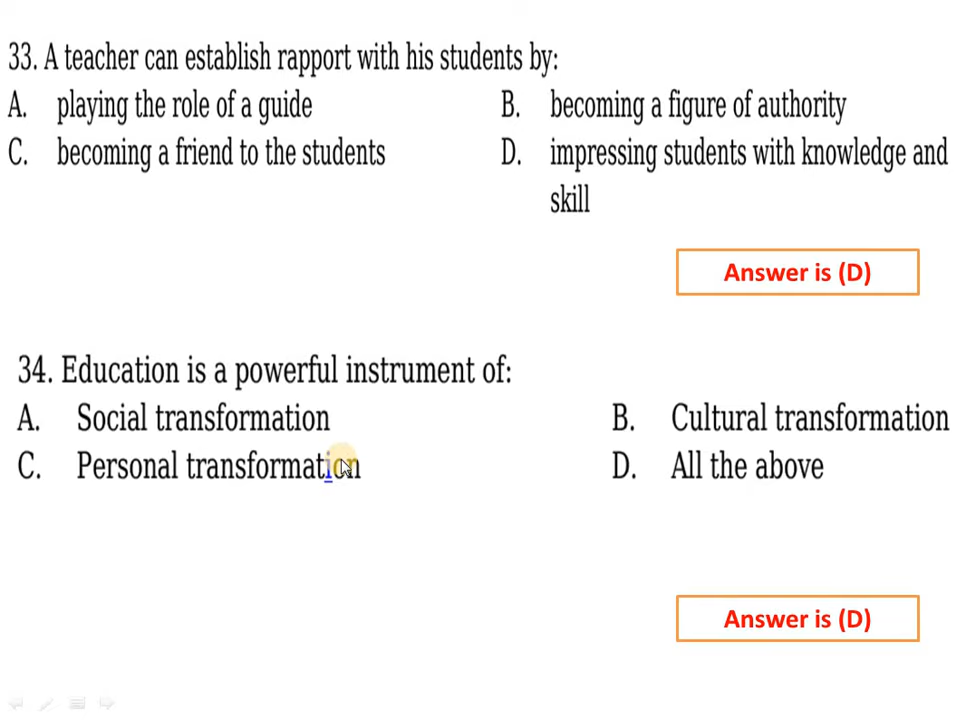 33. A teacher can establish rapport with his students by:
A. playing the role of a guide B. becoming a figure of authority
C. becoming a friend to the students D. impressing students with knowledge and
skill
Answer is (D)
34. Education is a powerful instrument of:
A. Social transformation B. Cultural transformation
C. Personal transformation D. All the above
Answer is (D)